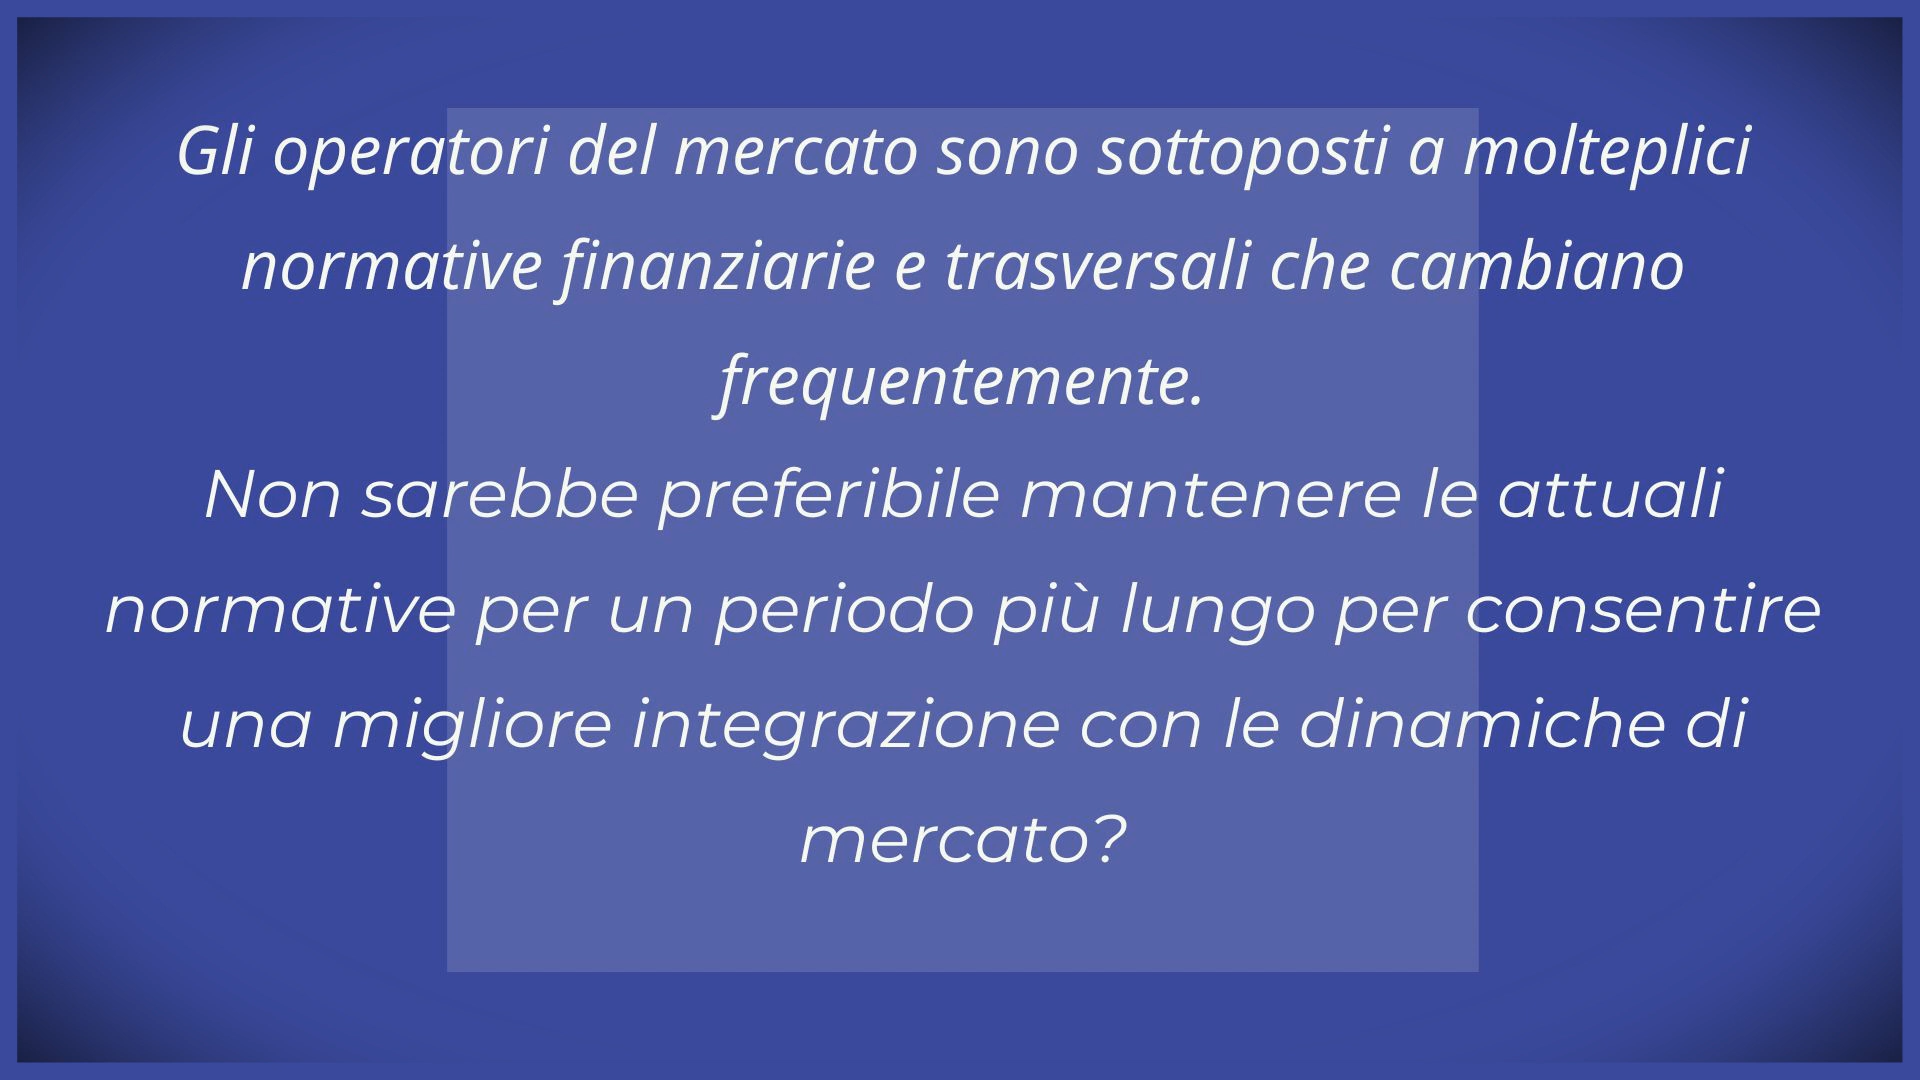 Gli operatori del mercato sono sottoposti a molteplici
normative finanziarie e trasversali che cambiano
frequentemente.
Non sarebbe preferibile mantenere le attuali
normative per un periodo più lungo per consentire
una migliore integrazione con le dinamiche di
mercato?